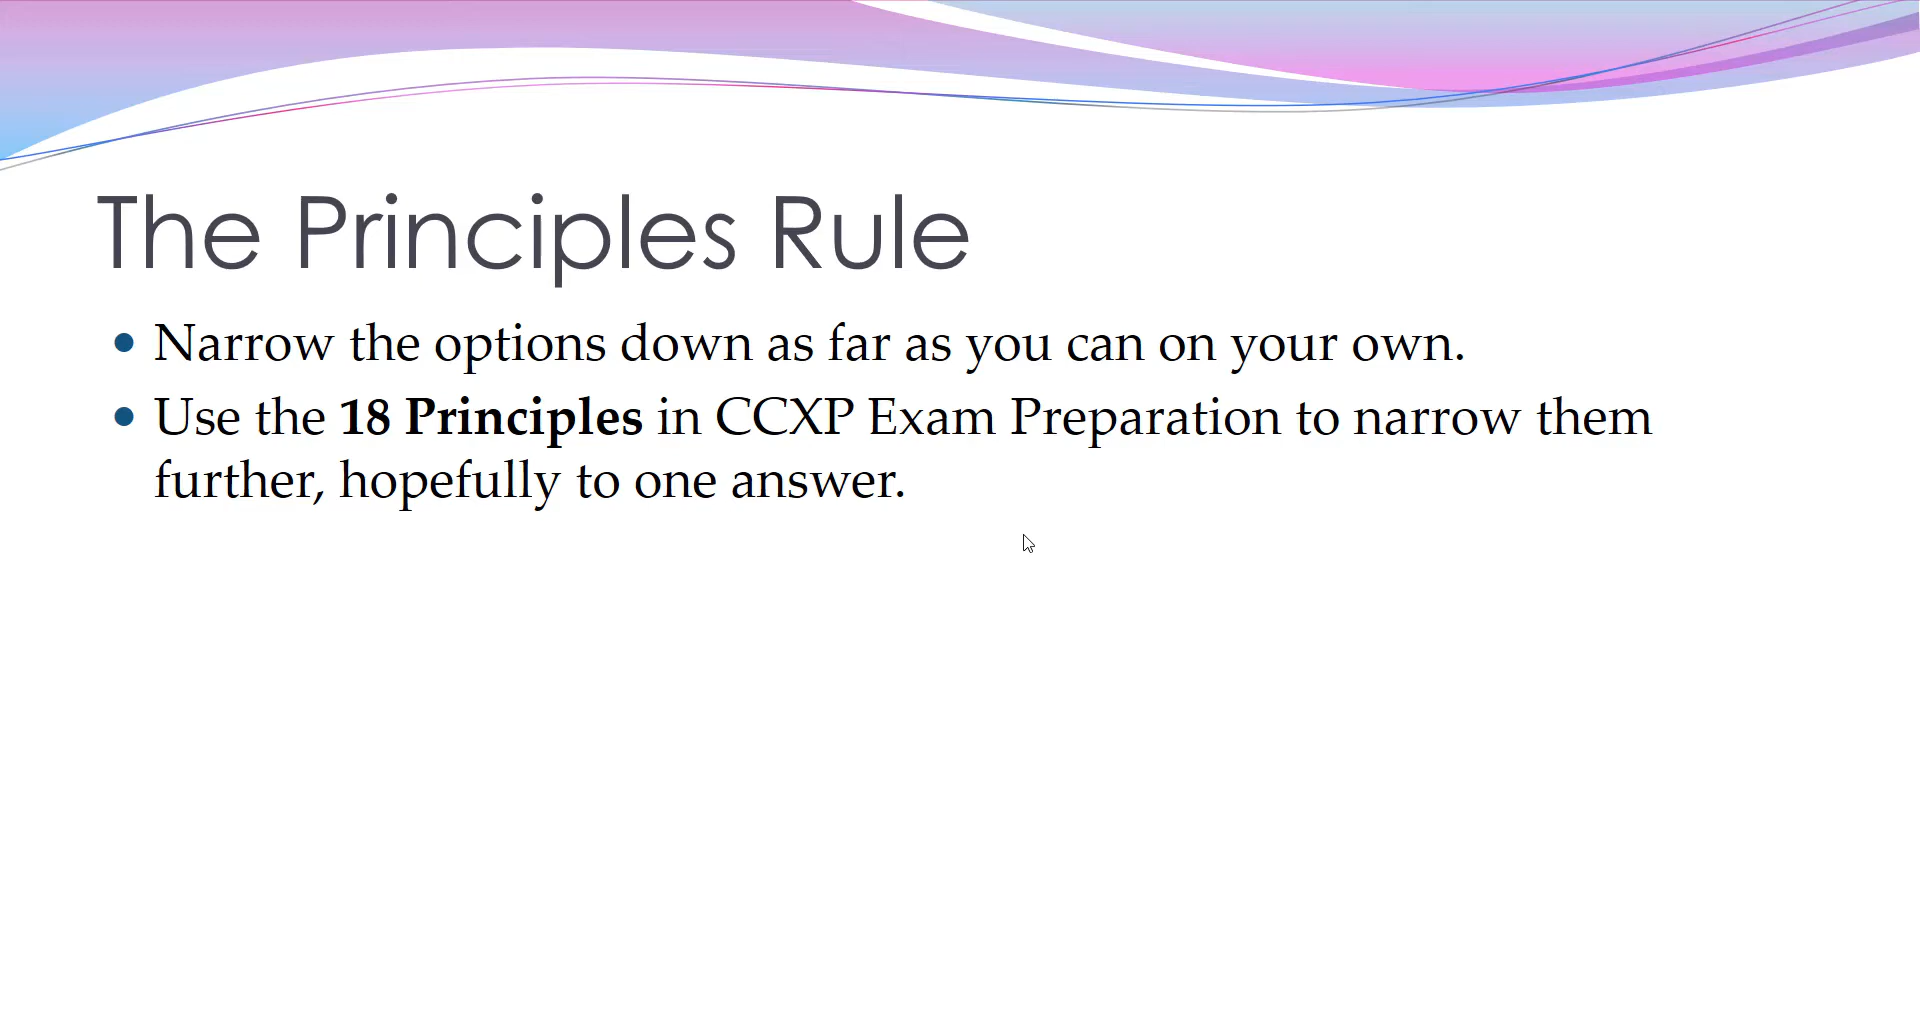 The Principles Rule
• Narrow the options down as far as you can on your own.
• Use the 18 Principles in CCXP Exam Preparation to narrow them
further, hopefully to one answer.